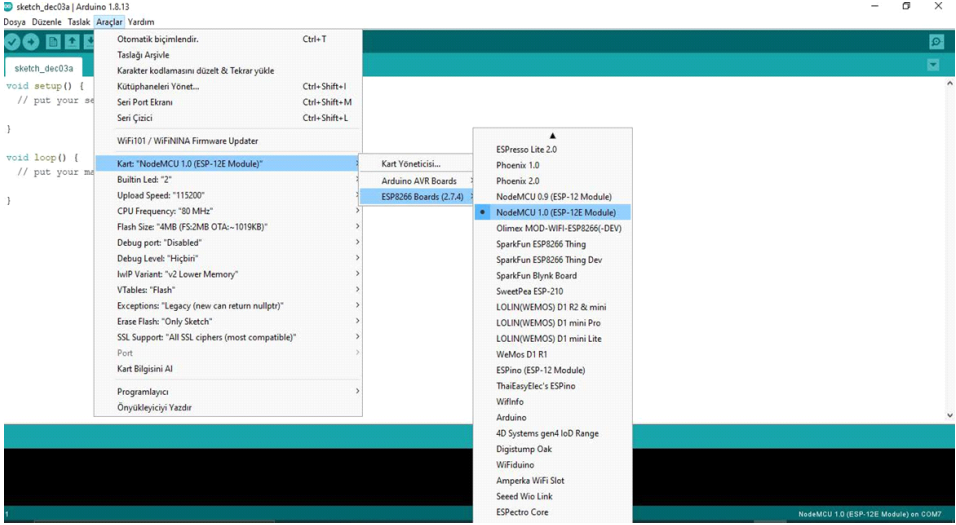 sketch_dec03a | Arduino 1.8.13
Dosya Düzenle Taslak Araçlar Yardım
sketch_dec03a
void setup() {
// put your se
}
void loop() {
// put your ma
}
Otomatik biçimlendir. Ctrl+T
Taslağı Arşivle
Karakter kodlamasını düzelt & Tekrar yükle
Kütüphaneleri Yönet... Ctrl+Shift+I
Seri Port Ekranı Ctrl+Shift+M
Seri Çizici Ctrl+Shift+L
WiFi101 / WiFiNINA Firmware Updater
Kart: "NodeMCU 1.0 (ESP-12E Module)"
Builtin Led: "2"
Upload Speed: "115200"
CPU Frequency: "80 MHz"
Flash Size: "4MB (FS:2MB OTA:~1019KB)"
Debug port: "Disabled"
Debug Level: "Hiçbiri"
lwIP Variant: "v2 Lower Memory"
VTables: "Flash"
Exceptions: "Legacy (new can return nullptr)"
Erase Flash: "Only Sketch"
SSL Support: "All SSL ciphers (most compatible)"
Port
Kart Bilgisini Al
Programlayıcı
Önyükleyiciyi Yazdır
Kart Yöneticisi...
Arduino AVR Boards
ESP8266 Boards (2.7.4)
ESPresso Lite 2.0
Phoenix 1.0
Phoenix 2.0
NodeMCU 0.9 (ESP-12 Module)
NodeMCU 1.0 (ESP-12E Module)
Olimex MOD-WIFI-ESP8266(-DEV)
SparkFun ESP8266 Thing
SparkFun ESP8266 Thing Dev
SparkFun Blynk Board
SweetPea ESP-210
LOLIN(WEMOS) D1 R2 & mini
LOLIN(WEMOS) D1 mini Pro
LOLIN(WEMOS) D1 mini Lite
WeMos D1 R1
ESPino (ESP-12 Module)
ThaiEasyElec's ESPino
WifInfo
Arduino
4D Systems gen4 IoD Range
Digistump Oak
WiFiduino
Amperka WiFi Slot
Seeed Wio Link
ESPectro Core
1
NodeMCU 1.0 (ESP-12E Module) on COM7